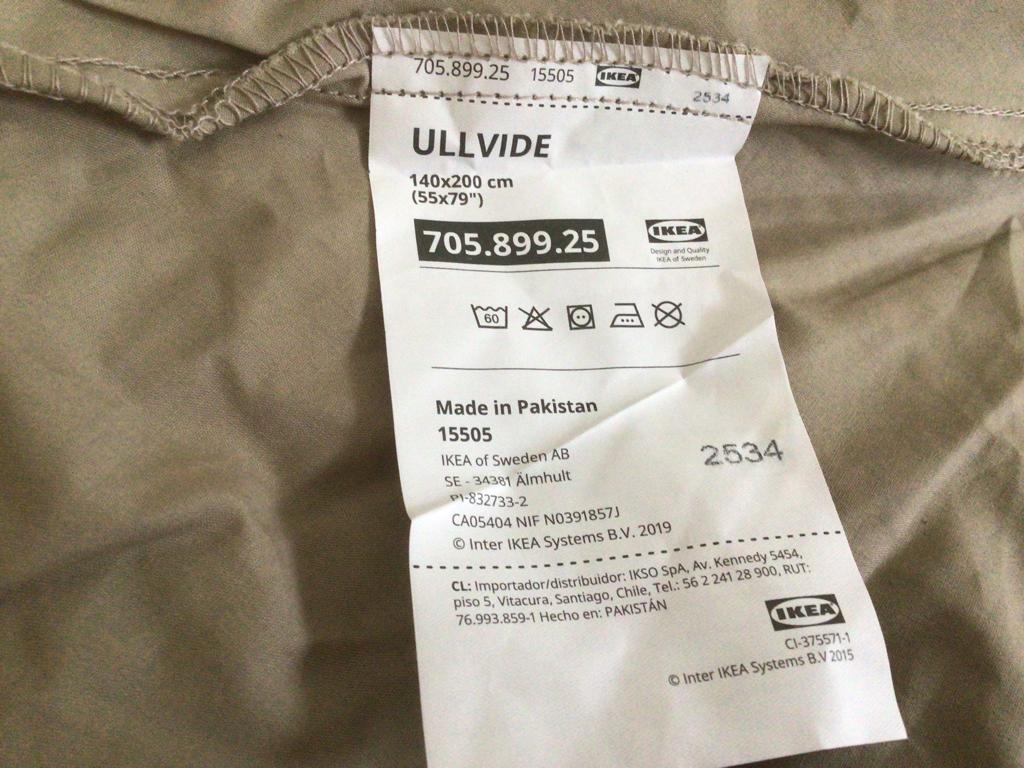 705.899.25 15505 IKEA
2534
ULLVIDE
140x200 cm
(55x79")
705.899.25 IKEA
Design and Quality
IKEA of Sweden
60
Made in Pakistan
15505
2534
IKEA of Sweden AB
SE - 34381 Älmhult
PI-832733-2
CA05404 NIF N0391857J
© Inter IKEA Systems B.V. 2019
CL: Importador/distribuidor: IKSO SpA, Av. Kennedy 5454,
piso 5, Vitacura, Santiago, Chile, Tel.: 56 2 241 28 900, RUT:
76.993.859-1 Hecho en: PAKISTÁN
IKEA
CI-375571-1
© Inter IKEA Systems B.V 2015